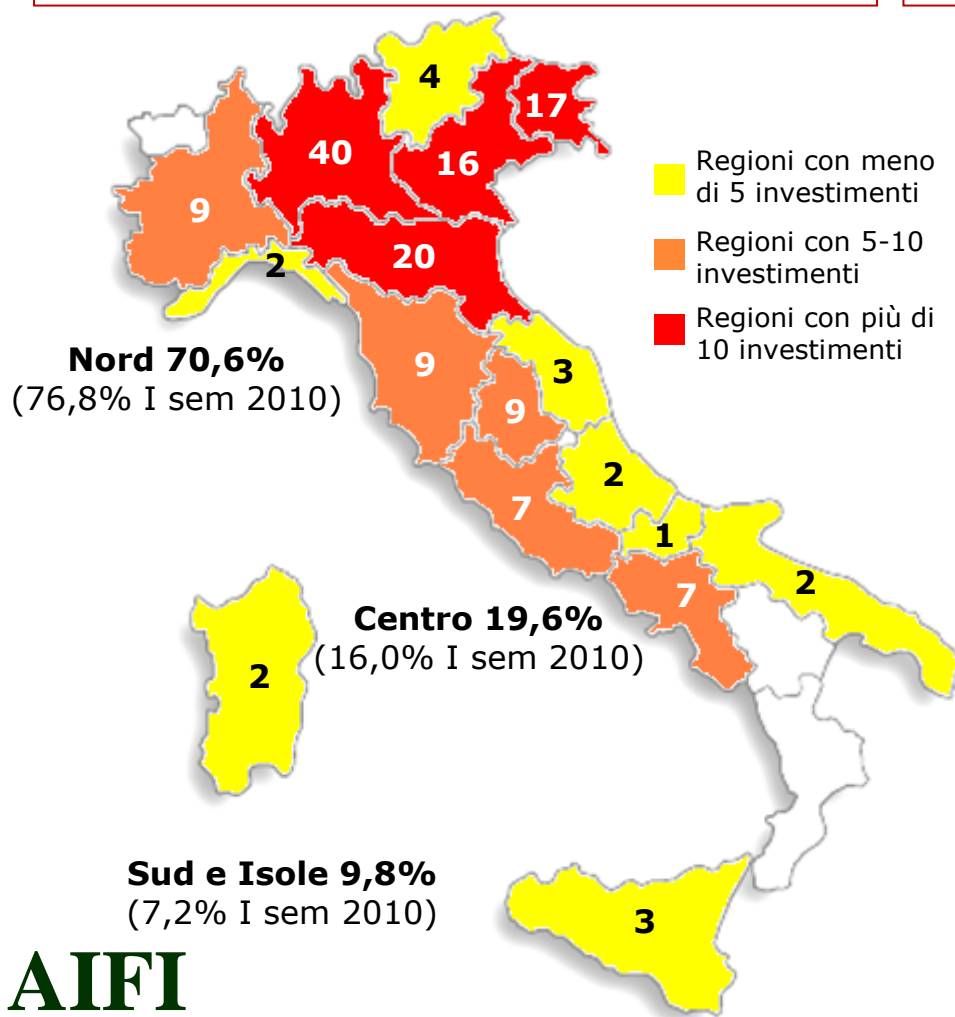 4
17
40
16
9
20
2
Regioni con meno
di 5 investimenti
Regioni con 5-10
investimenti
Regioni con più di
10 investimenti
Nord 70,6%
(76,8% I sem 2010)
9
3
9
2
7
1
2
7
Centro 19,6%
(16,0% I sem 2010)
2
Sud e Isole 9,8%
(7,2% I sem 2010)
3
AIFI